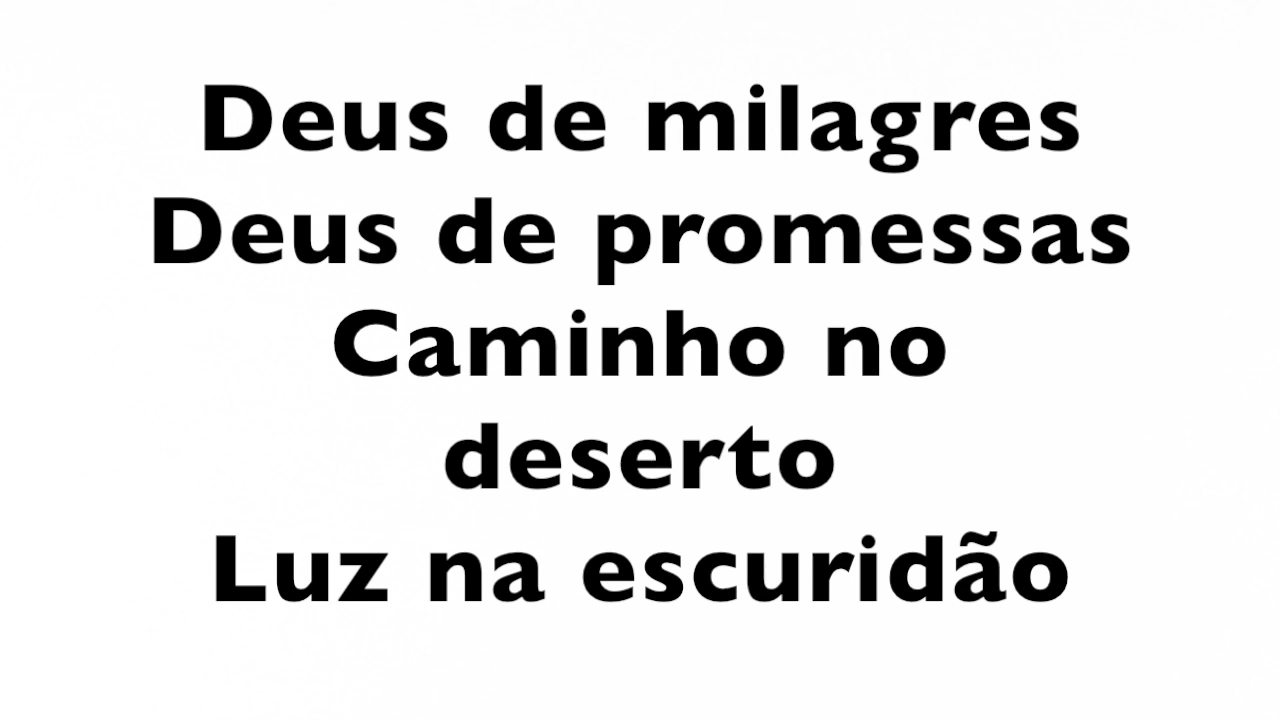 Deus de milagres
Deus de promessas
Caminho no
deserto
Luz na escuridão